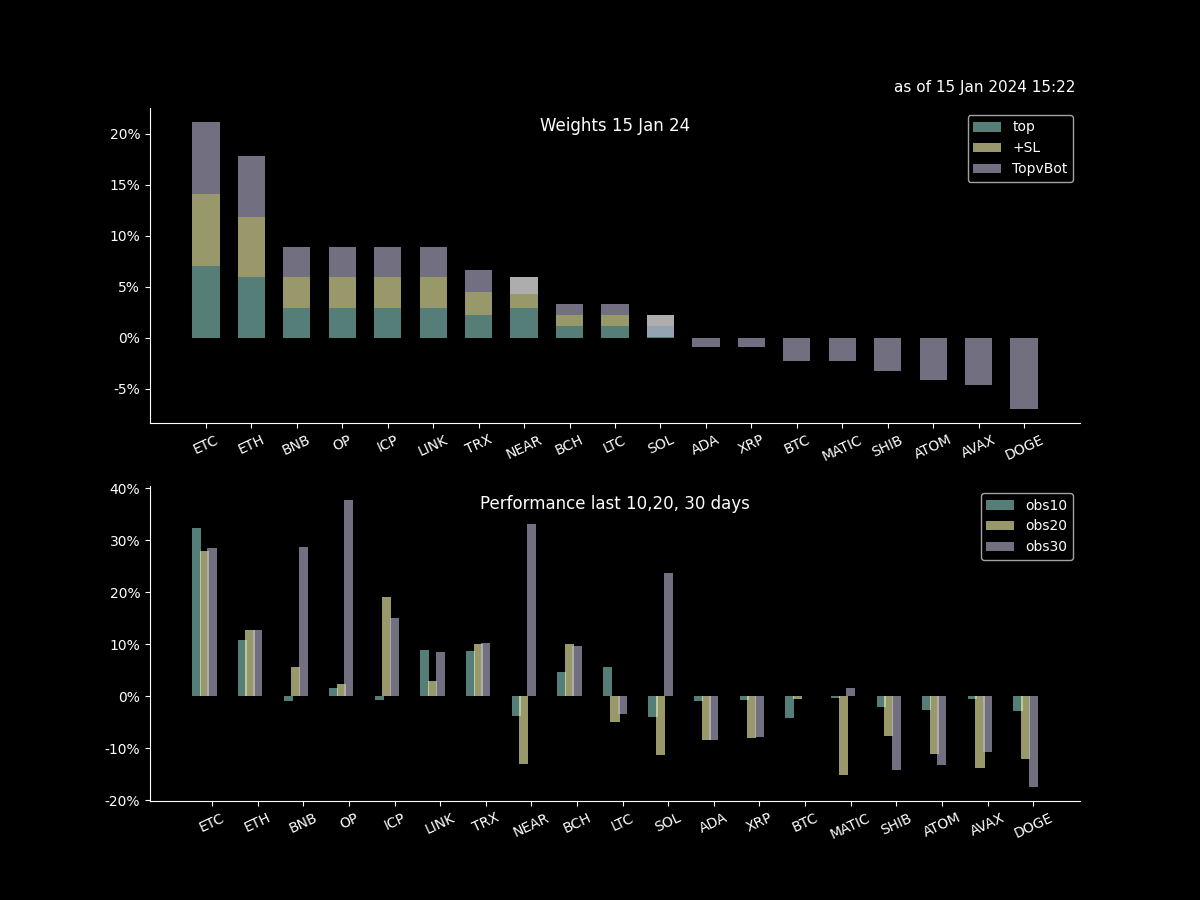 as of 15 Jan 2024 15:22
Weights 15 Jan 24
top
+SL
TopvBot
20%
15%
10%
5%
0%
-5%
ETC ETH BNB OP ICP LINK TRX NEAR BCH LTC SOL ADA XRP BTC MATIC SHIB ATOM AVAX DOGE
Performance last 10,20, 30 days
obs10
obs20
obs30
40%
30%
20%
10%
0%
-10%
-20%
ETC ETH BNB OP ICP LINK TRX NEAR BCH LTC SOL ADA XRP BTC MATIC SHIB ATOM AVAX DOGE